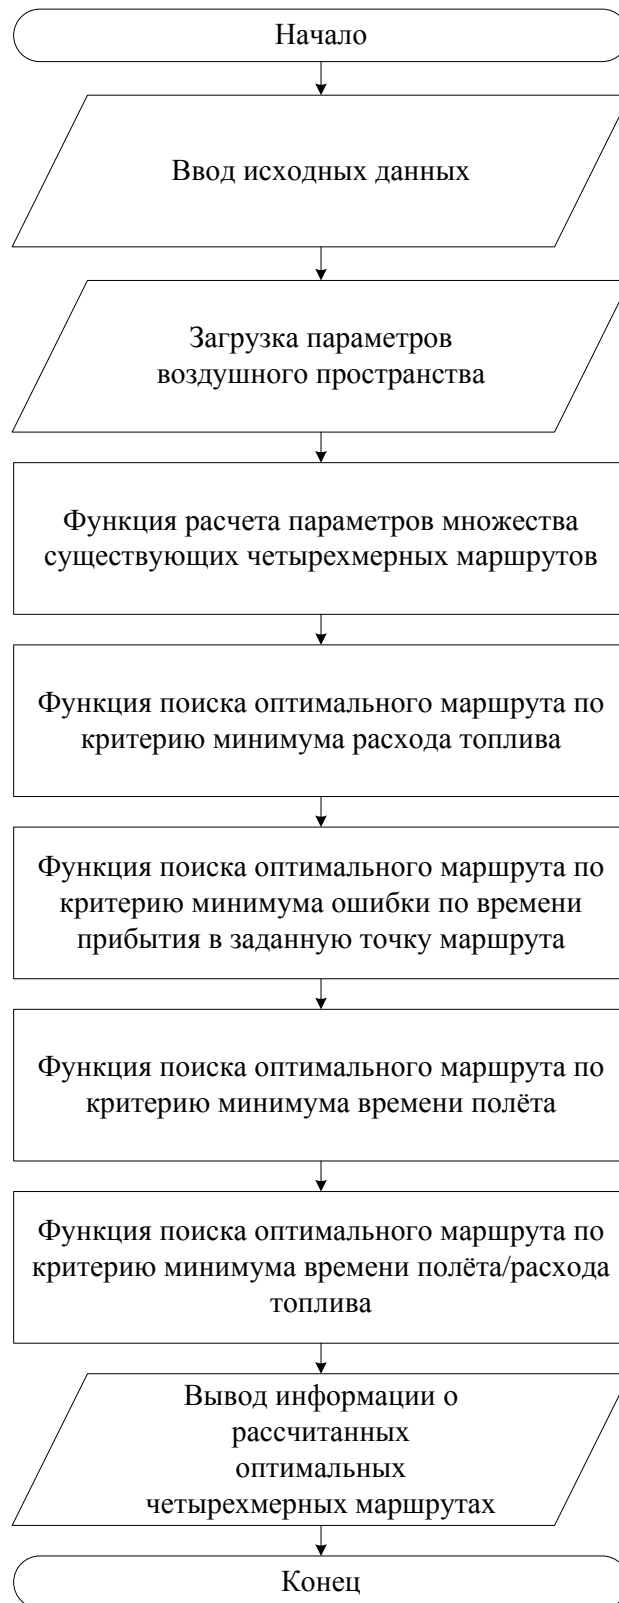 Начало
Ввод исходных данных
Загрузка параметров
воздушного пространства
Функция расчета параметров множества
существующих четырехмерных маршрутов
Функция поиска оптимального маршрута по
критерию минимума расхода топлива
Функция поиска оптимального маршрута по
критерию минимума ошибки по времени
прибытия в заданную точку маршрута
Функция поиска оптимального маршрута по
критерию минимума времени полёта
Функция поиска оптимального маршрута по
критерию минимума времени полёта/расхода
топлива
Вывод информации о
рассчитанных
оптимальных
четырехмерных маршрутах
Конец